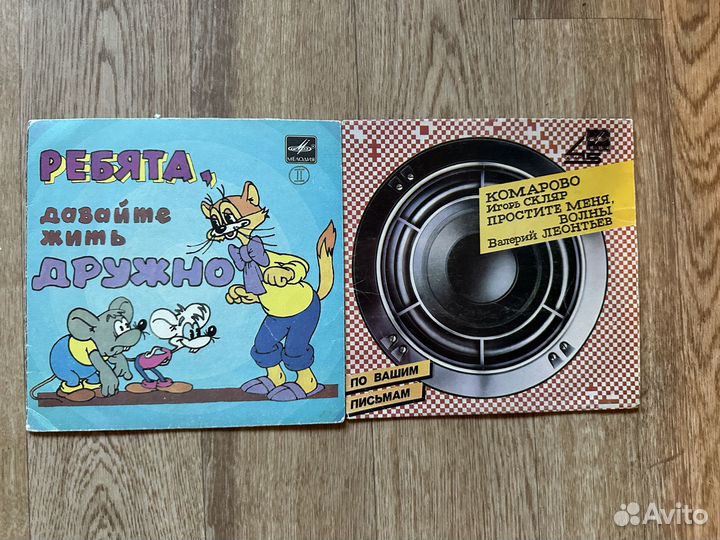 РЕБЯТА,
давайте
жить
ДРУЖНО
МЕЛОДИЯ
II
КОМАРОВО
Игорь СКЛЯР
ПРОСТИТЕ МЕНЯ,
ВОЛНЫ
Валерий ЛЕОНТЬЕВ
ПО ВАШИМ
ПИСЬМАМ
Avito